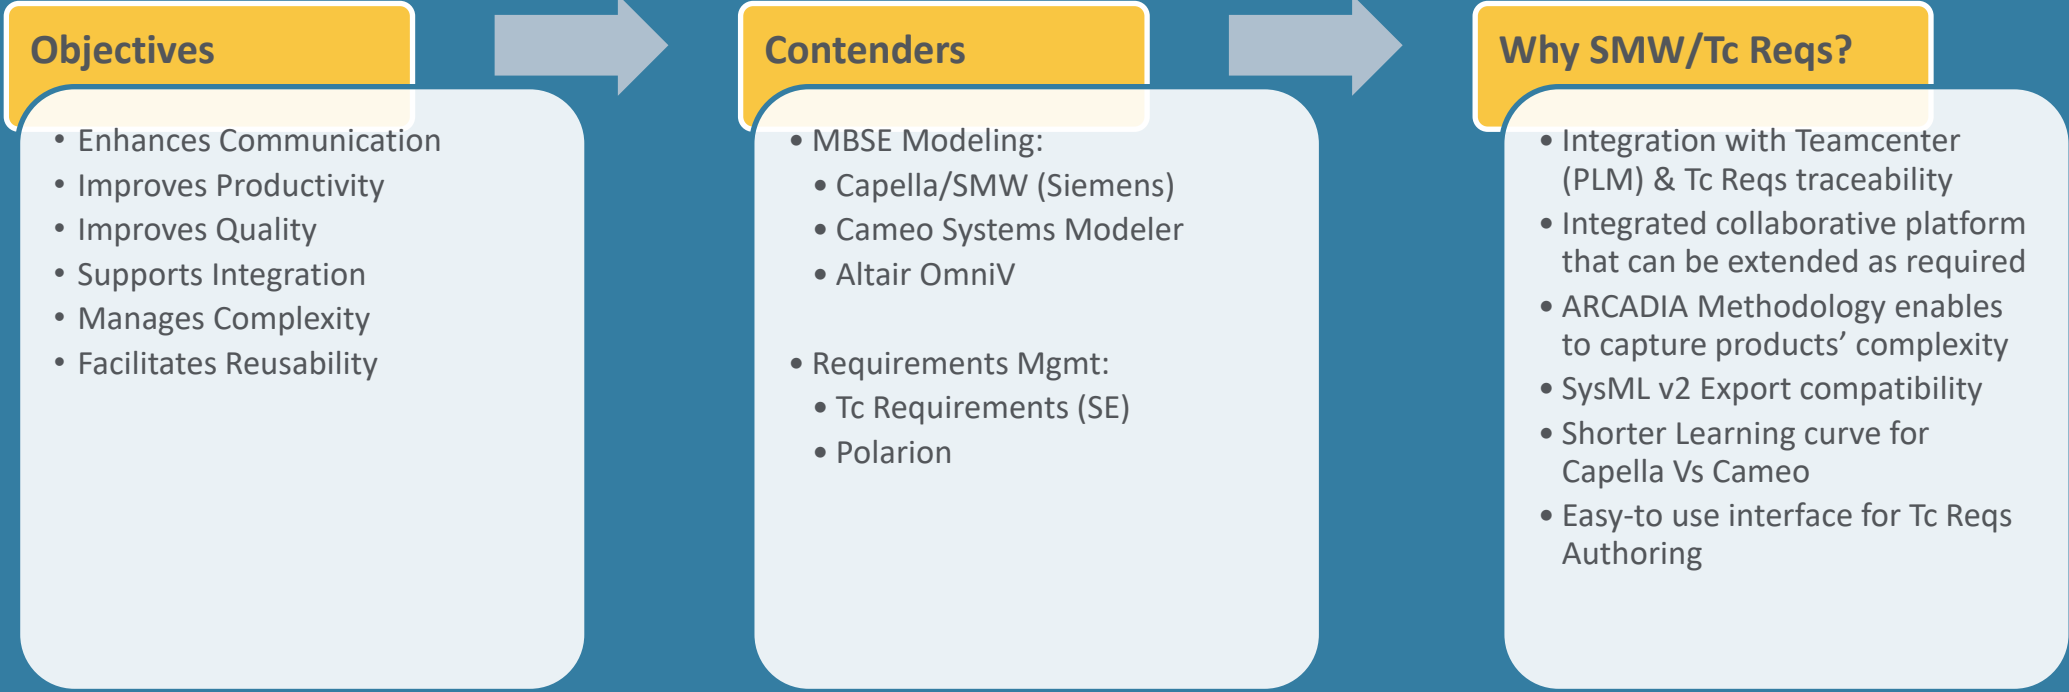 Objectives
• Enhances Communication
• Improves Productivity
• Improves Quality
• Supports Integration
• Manages Complexity
• Facilitates Reusability
Contenders
• MBSE Modeling:
• Capella/SMW (Siemens)
• Cameo Systems Modeler
• Altair OmniV
• Requirements Mgmt:
• Tc Requirements (SE)
• Polarion
Why SMW/Tc Reqs?
• Integration with Teamcenter
(PLM) & Tc Reqs traceability
• Integrated collaborative platform
that can be extended as required
• ARCADIA Methodology enables
to capture products’ complexity
• SysML v2 Export compatibility
• Shorter Learning curve for
Capella Vs Cameo
• Easy-to use interface for Tc Reqs
Authoring